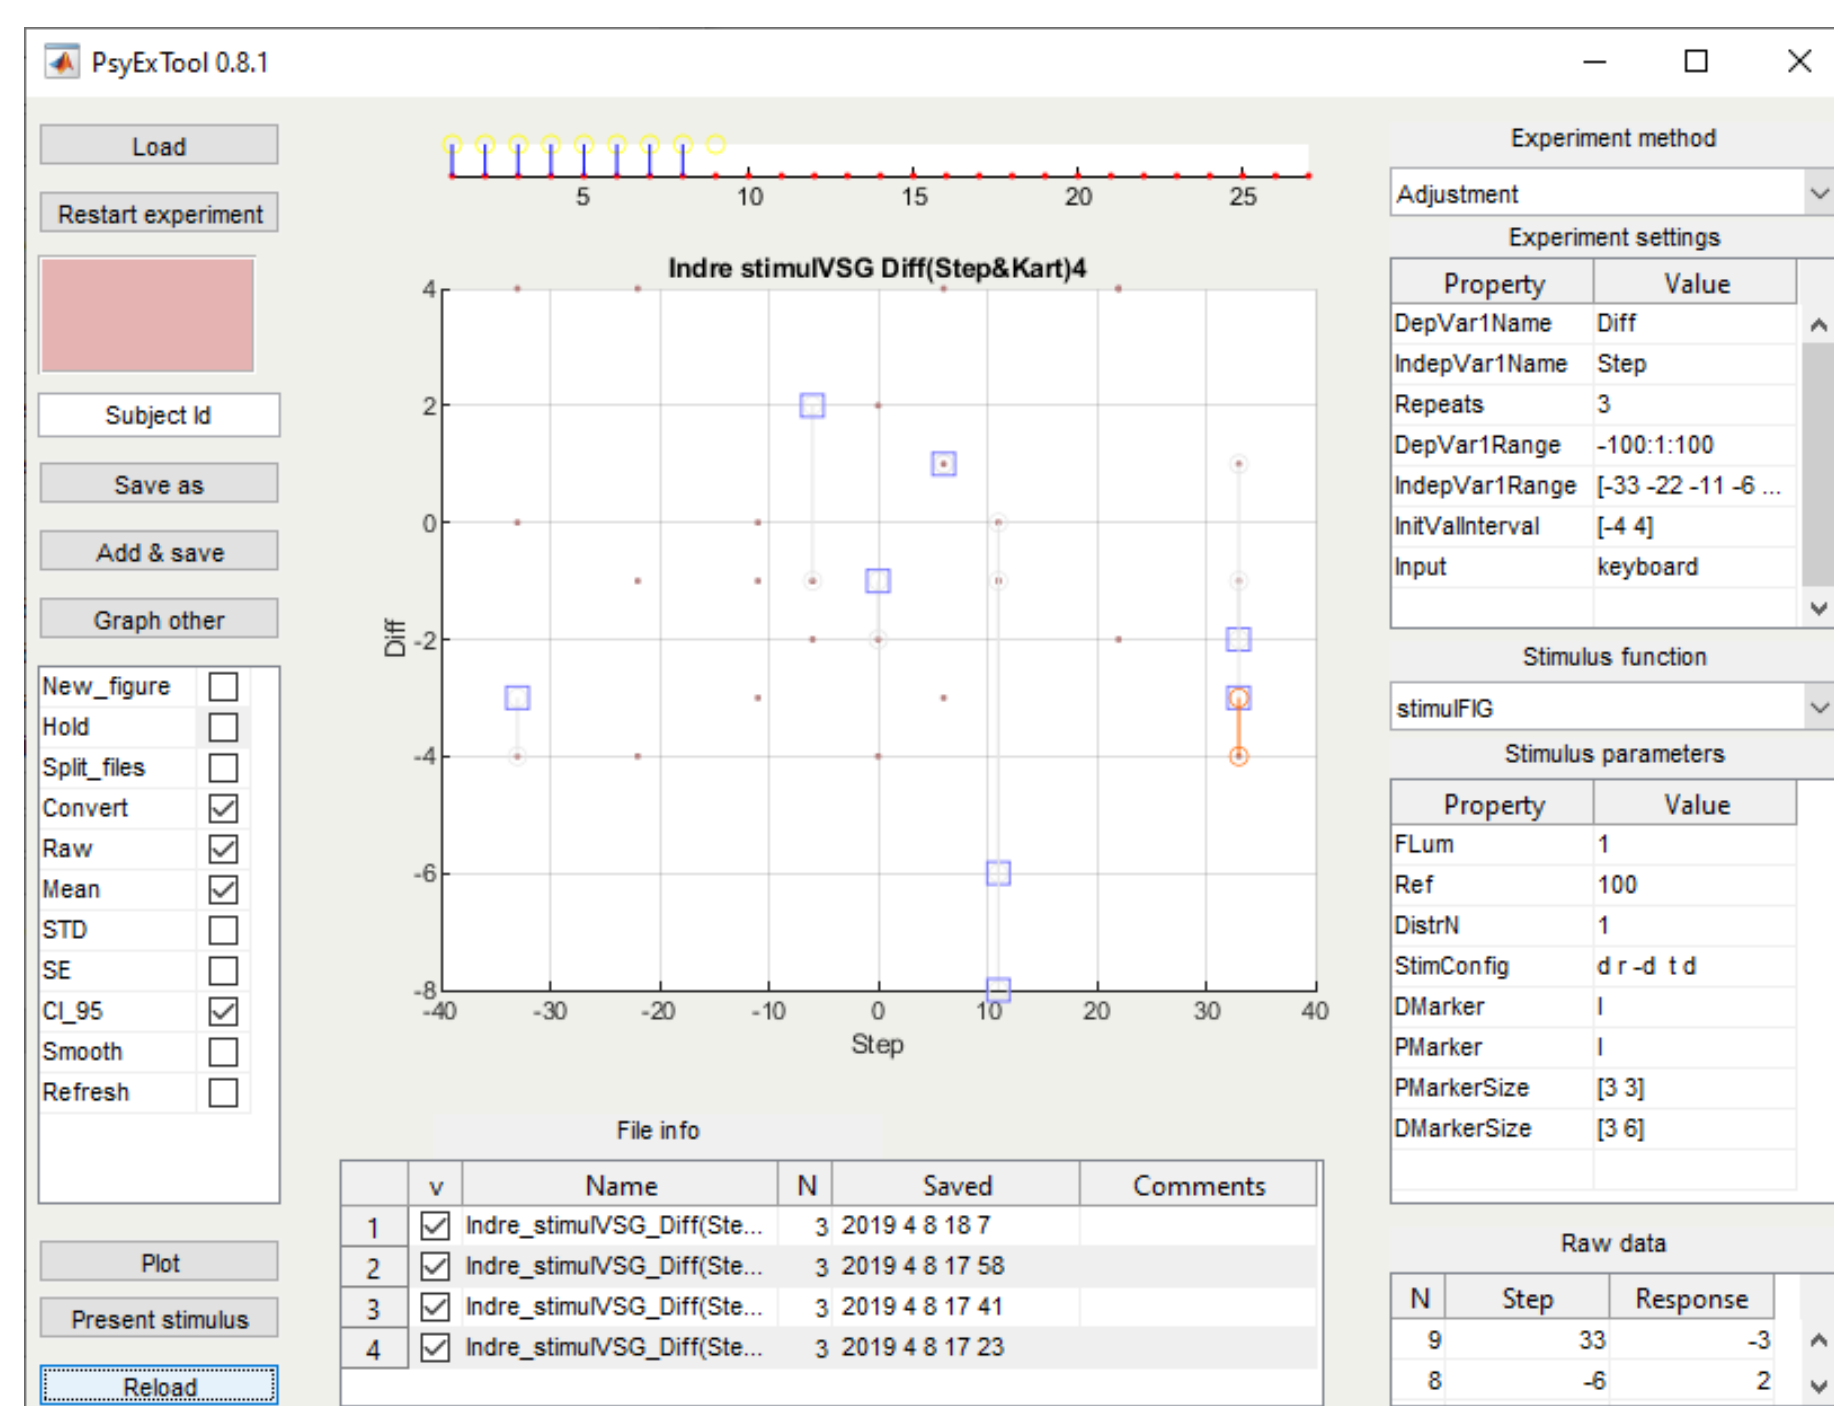 PsyExTool 0.8.1
Load
Restart experiment
Subject Id
Save as
Add & save
Graph other
New_figure
Hold
Split_files
Convert
Raw
Mean
STD
SE
CI_95
Smooth
Refresh
Plot
Present stimulus
Reload
5 10 15 20 25
Indre stimulVSG Diff(Step&Kart)4
4
2
0
-2
-4
-6
-8
Diff
-40 -30 -20 -10 0 10 20 30 40
Step
File info
v Name N Saved Comments
1 Indre_stimulVSG_Diff(Ste... 3 2019 4 8 18 7
2 Indre_stimulVSG_Diff(Ste... 3 2019 4 8 17 58
3 Indre_stimulVSG_Diff(Ste... 3 2019 4 8 17 41
4 Indre_stimulVSG_Diff(Ste... 3 2019 4 8 17 23
Experiment method
Adjustment
Experiment settings
Property Value
DepVar1Name Diff
IndepVar1Name Step
Repeats 3
DepVar1Range -100:1:100
IndepVar1Range [-33 -22 -11 -6 ...
InitValInterval [-4 4]
Input keyboard
Stimulus function
stimulFIG
Stimulus parameters
Property Value
FLum 1
Ref 100
DistrN 1
StimConfig d r -d t d
DMarker l
PMarker l
PMarkerSize [3 3]
DMarkerSize [3 6]
Raw data
N Step Response
9 33 -3
8 -6 2